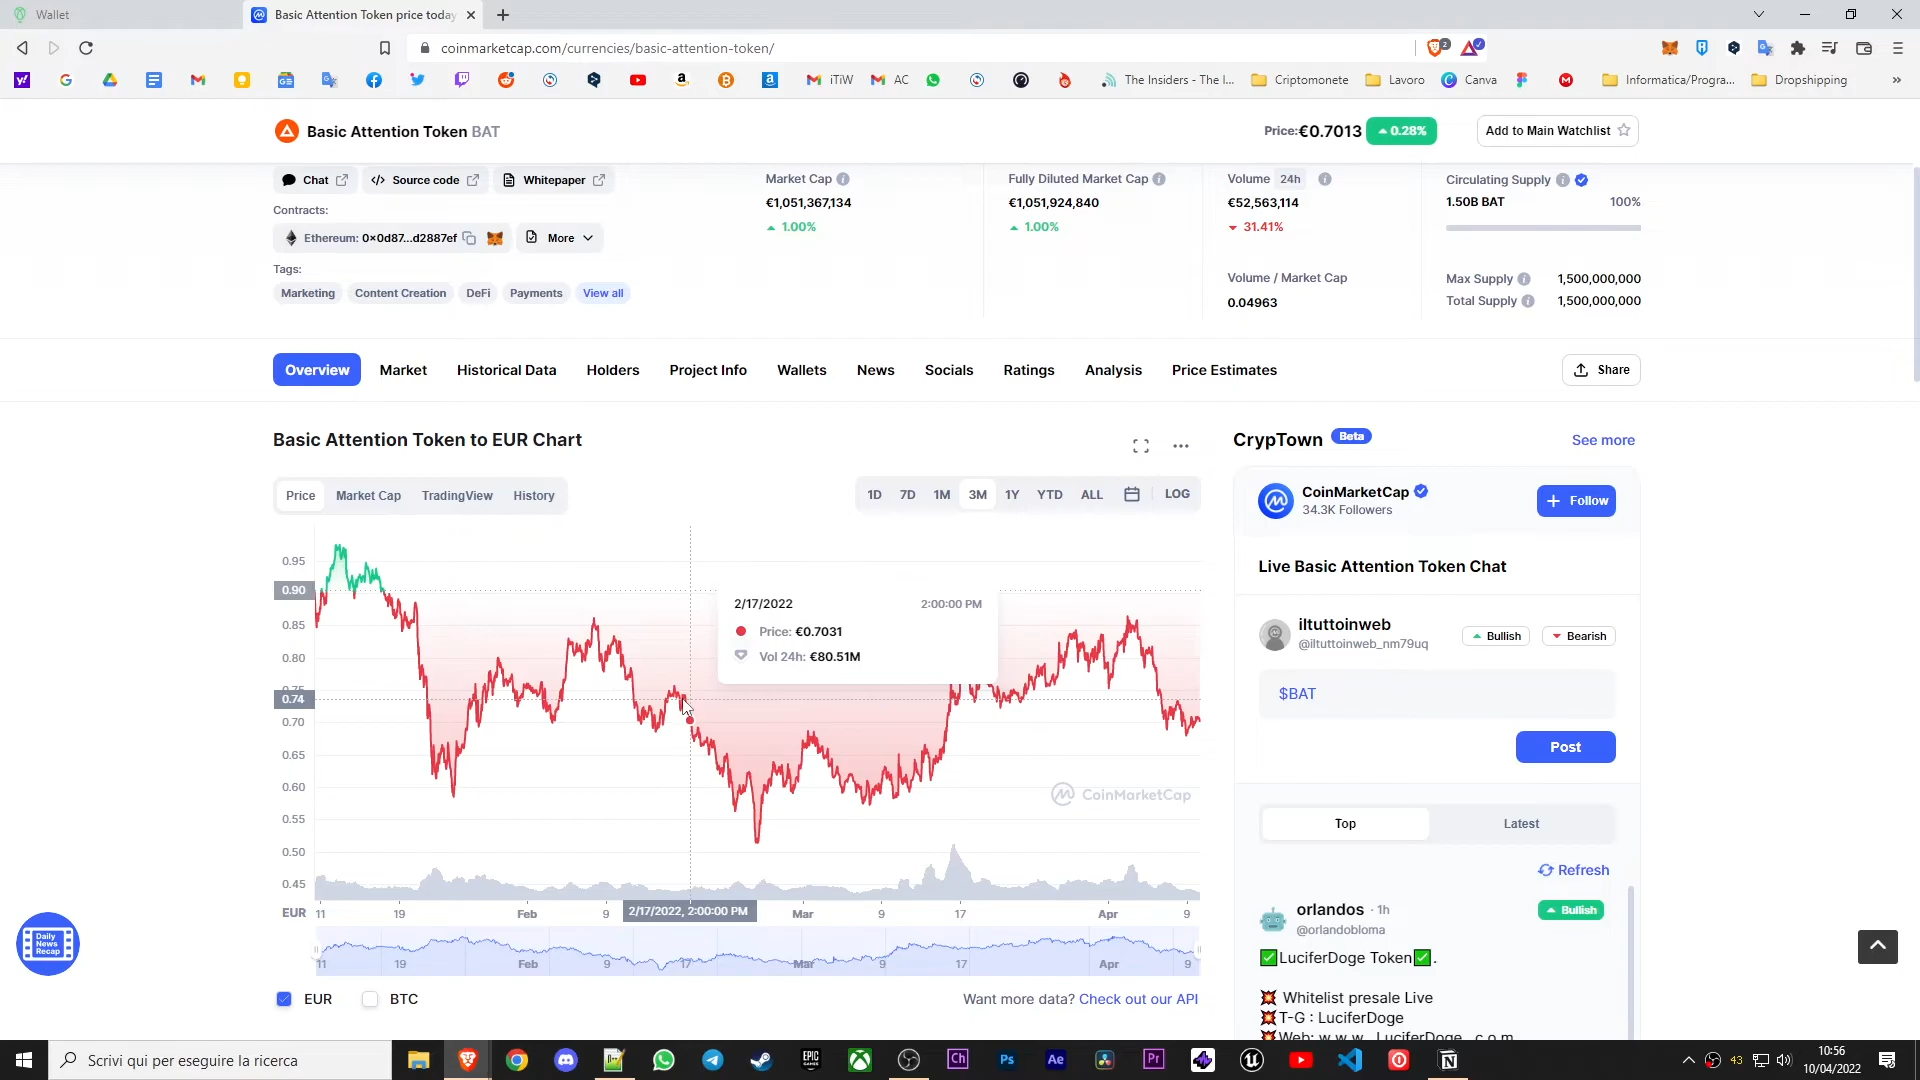 Wallet
Basic Attention Token price today
coinmarketcap.com/currencies/basic-attention-token/
2
iTiW
AC
The Insiders - The I...
Criptomonete
Lavoro
Canva
Informatica/Progra...
Dropshipping
Basic Attention Token BAT
Price:€0.7013
0.28%
Add to Main Watchlist
Chat
Source code
Whitepaper
Contracts:
Ethereum: 0x0d87...d2887ef
More
Tags:
Marketing
Content Creation
DeFi
Payments
View all
Market Cap
€1,051,367,134
1.00%
Fully Diluted Market Cap
€1,051,924,840
1.00%
Volume 24h
€52,563,114
31.41%
Volume / Market Cap
0.04963
Circulating Supply
1.50B BAT
100%
Max Supply
1,500,000,000
Total Supply
1,500,000,000
Overview
Market
Historical Data
Holders
Project Info
Wallets
News
Socials
Ratings
Analysis
Price Estimates
Share
Basic Attention Token to EUR Chart
Price
Market Cap
TradingView
History
1D
7D
1M
3M
1Y
YTD
ALL
LOG
0.95
0.90
0.85
0.80
0.75
0.74
0.70
0.65
0.60
0.55
0.50
0.45
2/17/2022
2:00:00 PM
Price: €0.7031
Vol 24h: €80.51M
CoinMarketCap
EUR
11
19
Feb
9
2/17/2022, 2:00:00 PM
Mar
9
17
Apr
9
11
19
Feb
9
17
Mar
9
17
Apr
9
EUR
BTC
Want more data? Check out our API
CrypTown
Beta
See more
CoinMarketCap
34.3K Followers
Follow
Live Basic Attention Token Chat
iltuttoinweb
@iltuttoinweb_nm79uq
Bullish
Bearish
$BAT
Post
Top
Latest
Refresh
orlandos · 1h
@orlandobloma
Bullish
✅LuciferDoge Token✅.
💥 Whitelist presale Live
💥T-G : LuciferDoge
💥Web: w w w . LuciferDoge . c o m
Daily
News
Recap
Scrivi qui per eseguire la ricerca
43
10:56
10/04/2022